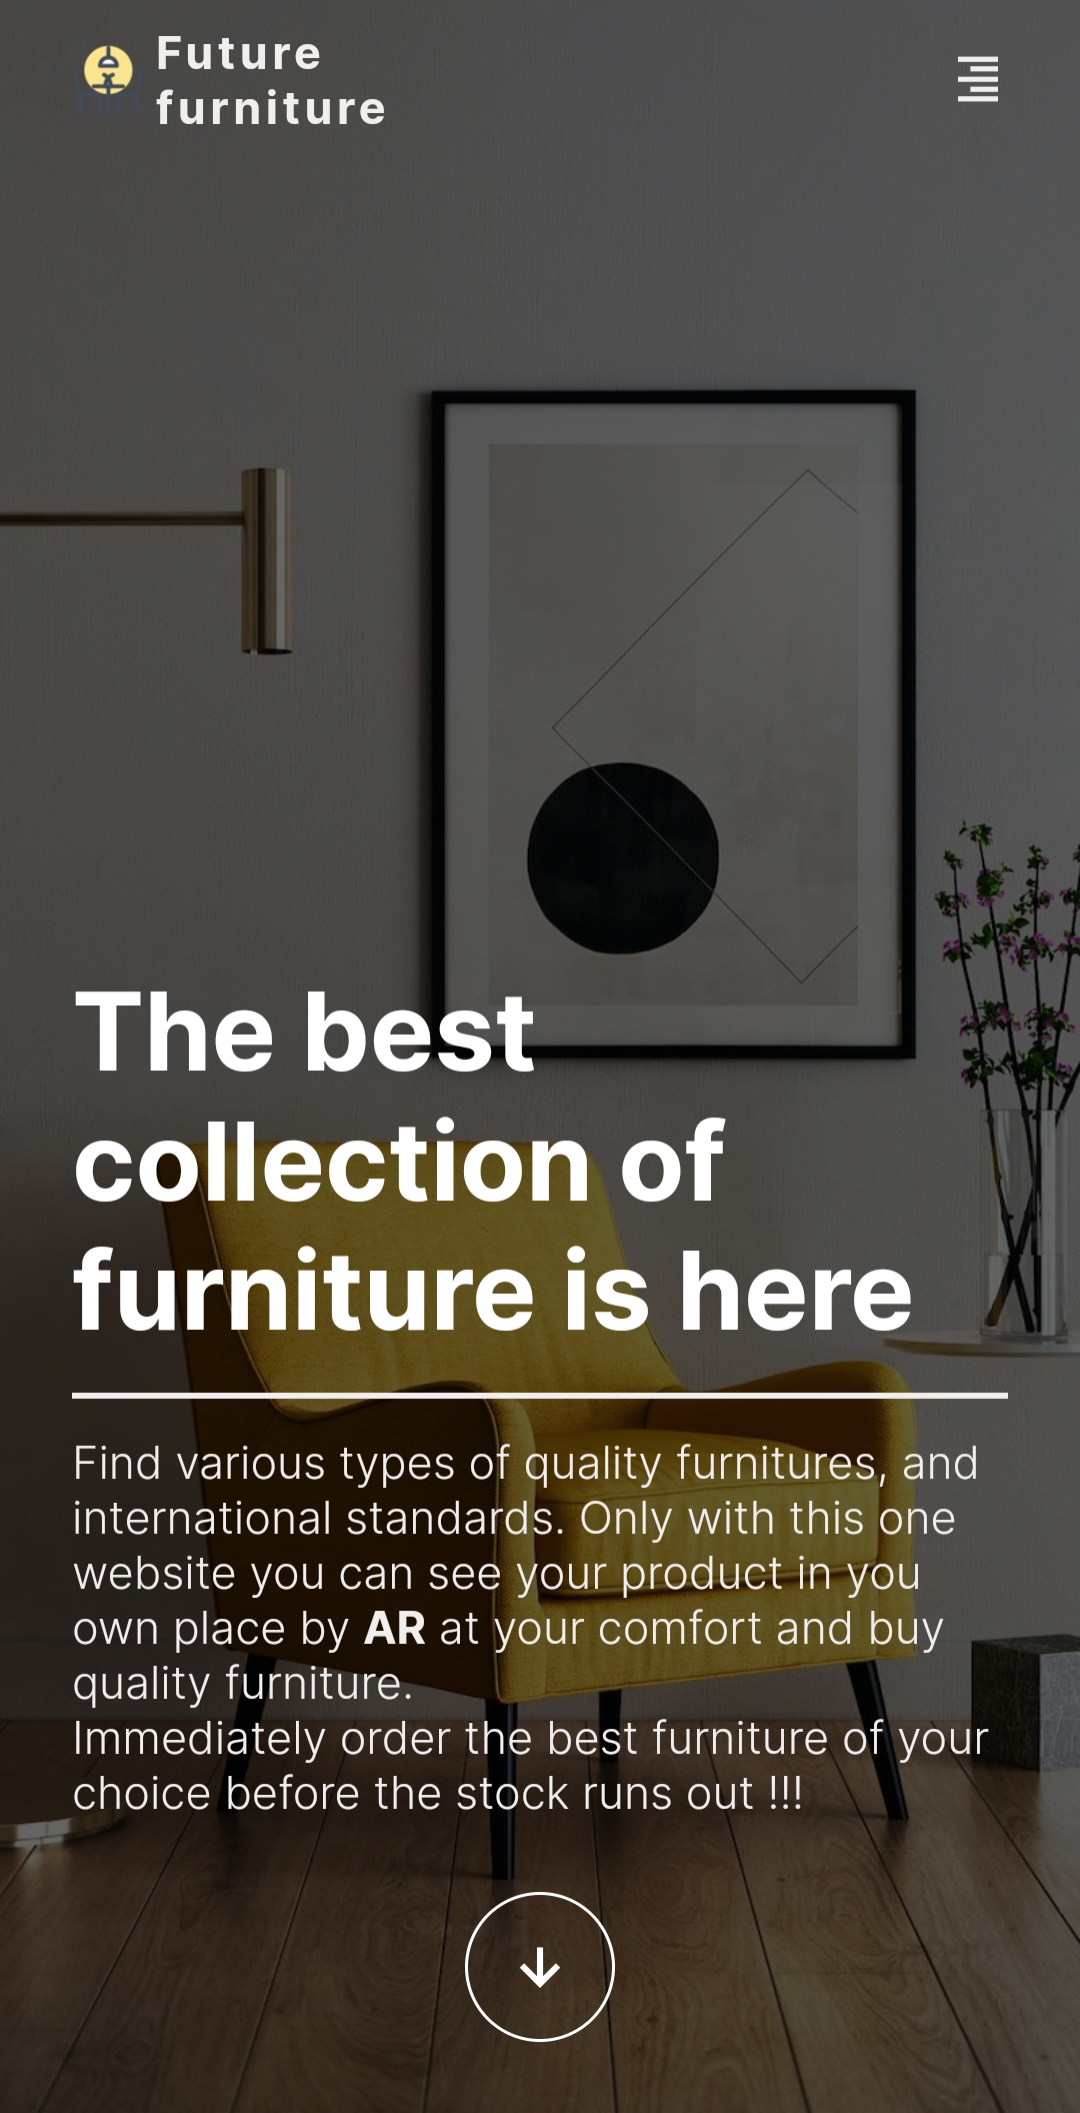 Future
furniture
The best
collection of
furniture is here
Find various types of quality furnitures, and
international standards. Only with this one
website you can see your product in you
own place by AR at your comfort and buy
quality furniture.
Immediately order the best furniture of your
choice before the stock runs out !!!